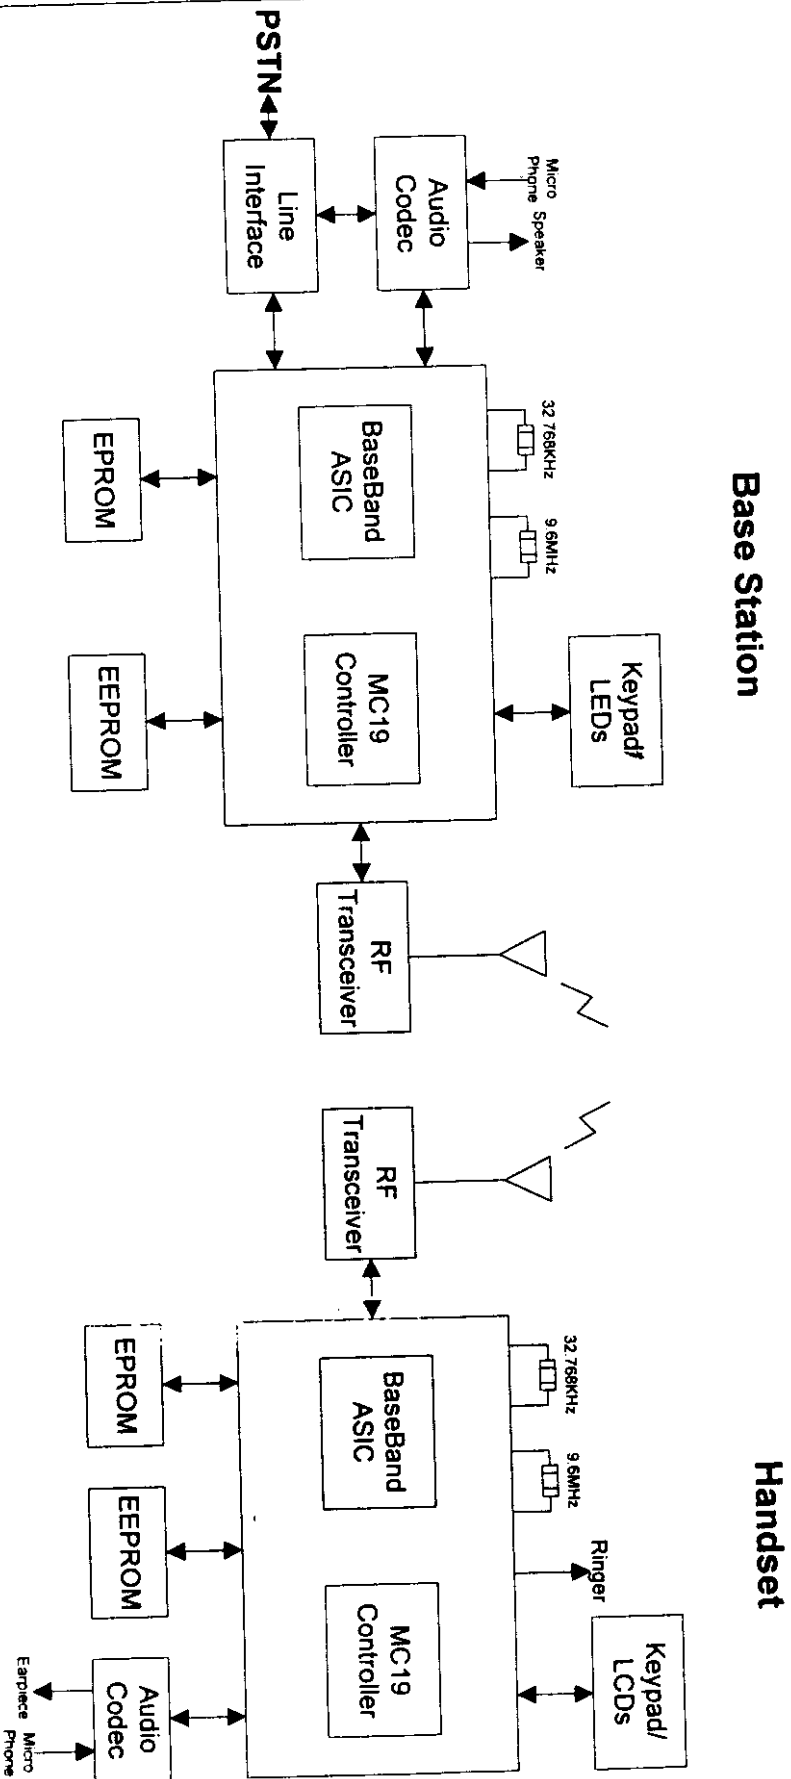 Base Station
Micro
Phone
Speaker
32 768KHz
9.6MHz
Keypad/
LEDs
Audio
Codec
PSTN
Line
Interface
BaseBand
ASIC
MC19
Controller
RF
Transceiver
EPROM
EEPROM
Handset
32.768KHz
9.6MHz
Ringer
Keypad/
LCDs
RF
Transceiver
BaseBand
ASIC
MC19
Controller
EPROM
EEPROM
Audio
Codec
Earpiece
Micro
Phone